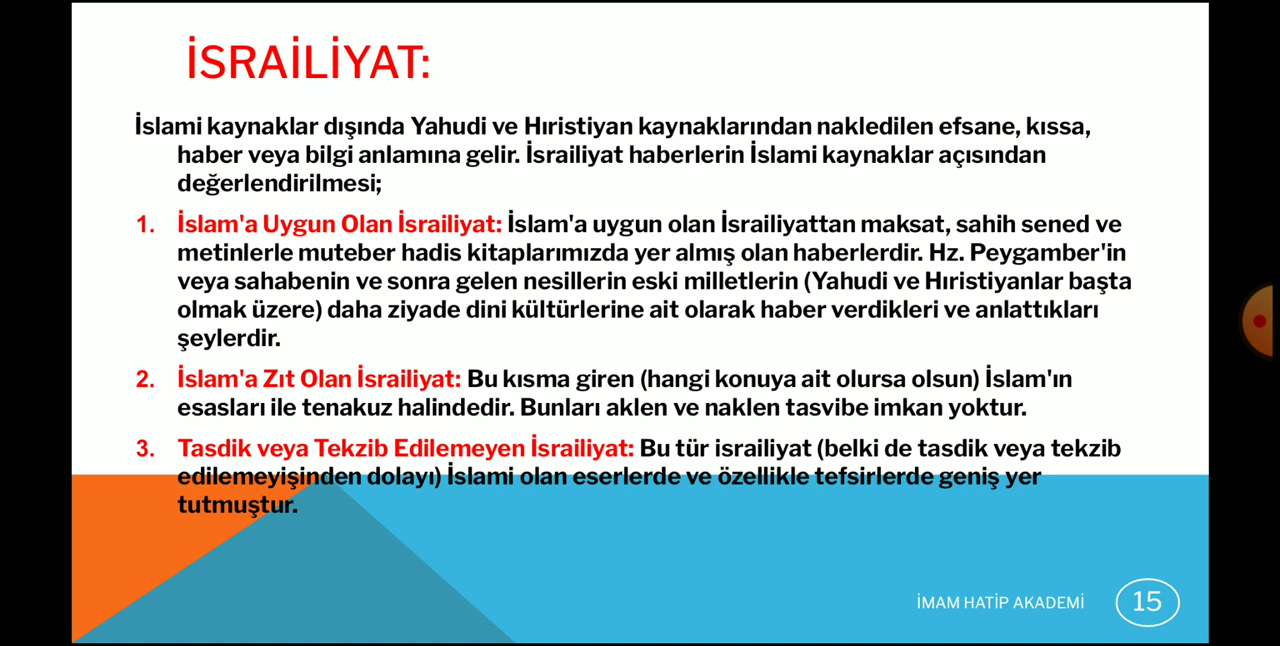 İSRAİLİYAT:
İslami kaynaklar dışında Yahudi ve Hıristiyan kaynaklarından nakledilen efsane, kıssa,
haber veya bilgi anlamına gelir. İsrailiyat haberlerin İslami kaynaklar açısından
değerlendirilmesi;
1. İslam'a Uygun Olan İsrailiyat: İslam'a uygun olan İsrailiyattan maksat, sahih sened ve
metinlerle muteber hadis kitaplarımızda yer almış olan haberlerdir. Hz. Peygamber'in
veya sahabenin ve sonra gelen nesillerin eski milletlerin (Yahudi ve Hıristiyanlar başta
olmak üzere) daha ziyade dini kültürlerine ait olarak haber verdikleri ve anlattıkları
şeylerdir.
2. İslam'a Zıt Olan İsrailiyat: Bu kısma giren (hangi konuya ait olursa olsun) İslam'ın
esasları ile tenakuz halindedir. Bunları aklen ve naklen tasvibe imkan yoktur.
3. Tasdik veya Tekzib Edilemeyen İsrailiyat: Bu tür israiliyat (belki de tasdik veya tekzib
edilemeyişinden dolayı) İslami olan eserlerde ve özellikle tefsirlerde geniş yer
tutmuştur.
İMAM HATİP AKADEMİ 15